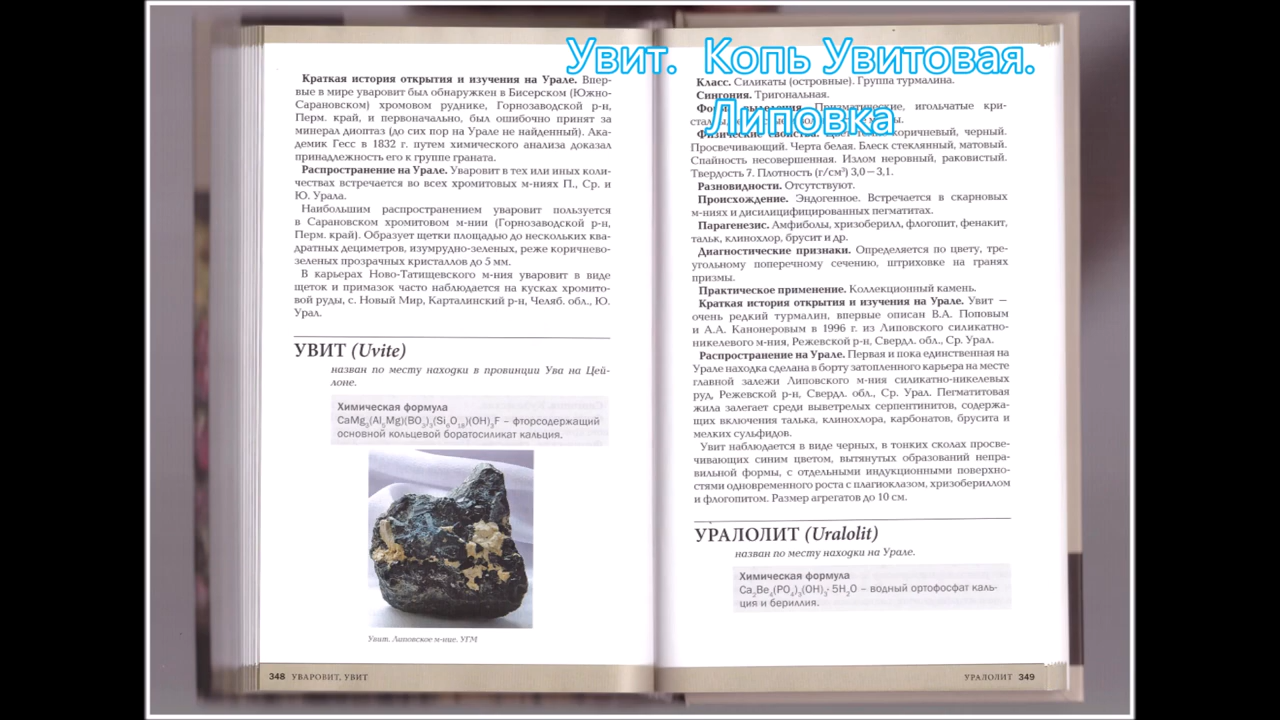 Увит. Копь Увитовая.
Липовка
Краткая история открытия и изучения на Урале. Впер-
вые в мире уваровит был обнаружкен в Бисерском (Южно-
Сарановском) хромовом руднике, Горнозаводской р-н,
Перм. край, и первоначально, был ошибочно принят за
минерал диоптаз (до сих пор на Урале не найденный). Ака-
демик Гесс в 1832 г. путем химического анализа доказал
принадлежность его к группе граната.
Распространение на Урале. Уваровит в тех или иных коли-
чествах встречается во всех хромитовых м-ниях П., Ср. и
Ю. Урала.
Наибольшим распространением уваровит пользуется
в Сарановском хромитовом м-нии (Горнозаводской р-н,
Перм. край). Образует щетки площадью до нескольких ква-
дратных дециметров, изумрудно-зеленых, реже коричнево-
зеленых прозрачных кристаллов до 5 мм.
В карьерах Ново-Татищевского м-ния уваровит в виде
щеток и примазок часто наблюдается на кусках хромито-
вой руды, с. Новый Мир, Карталинский р-н, Челяб. обл., Ю.
Урал.
УВИТ (Uvite)
назван по месту находки в провинции Ува на Цей-
лоне.
Химическая формула
CaMg3(Al5Mg)(BO3)3(Si6O18)(OH)3F – фторсодержащий
основной кольцевой боратосиликат кальция.
Увит. Липовское м-ние. УГМ
348 УВАРОВИТ, УВИТ
Класс. Силикаты (островные). Группа турмалина.
Сингония. Тригональная.
Призматические, игольчатые кри-
коричневый, черный.
Просвечивающий. Черта белая. Блеск стеклянный, матовый.
Спайность несовершенная. Излом неровный, раковистый.
Твердость 7. Плотность (г/см³) 3,0 — 3,1.
Разновидности. Отсутствуют.
Происхождение. Эндогенное. Встречается в скарновых
м-ниях и дисилицифицированных пегматитах.
Парагенезис. Амфиболы, хризоберилл, флогопит, фенакит,
тальк, клинохлор, брусит и др.
Диагностические признаки. Определяется по цвету, тре-
угольному поперечному сечению, штриховке на гранях
призмы.
Практическое применение. Коллекционный камень.
Краткая история открытия и изучения на Урале. Увит —
очень редкий турмалин, впервые описан В.А. Поповым
и А.А. Канонеровым в 1996 г. из Липовского силикатно-
никелевого м-ния, Режевской р-н, Свердл. обл., Ср. Урал.
Распространение на Урале. Первая и пока единственная на
Урале находка сделана в борту затопленного карьера на месте
главной залежи Липовского м-ния силикатно-никелевых
руд, Режевской р-н, Свердл. обл., Ср. Урал. Пегматитовая
жила залегает среди выветрелых серпентинитов, содержа-
щих включения талька, клинохлора, карбонатов, брусита и
мелких сульфидов.
Увит наблюдается в виде черных, в тонких сколах просве-
чивающих синим цветом, вытянутых образований непра-
вильной формы, с отдельными индукционными поверхно-
стями одновременного роста с плагиоклазом, хризобериллом
и флогопитом. Размер агрегатов до 10 см.
УРАЛОЛИТ (Uralolit)
назван по месту находки на Урале.
Химическая формула
Ca2Be4(PO4)3(OH)3· 5H2O – водный ортофосфат каль-
ция и бериллия.
УРАЛОЛИТ 349